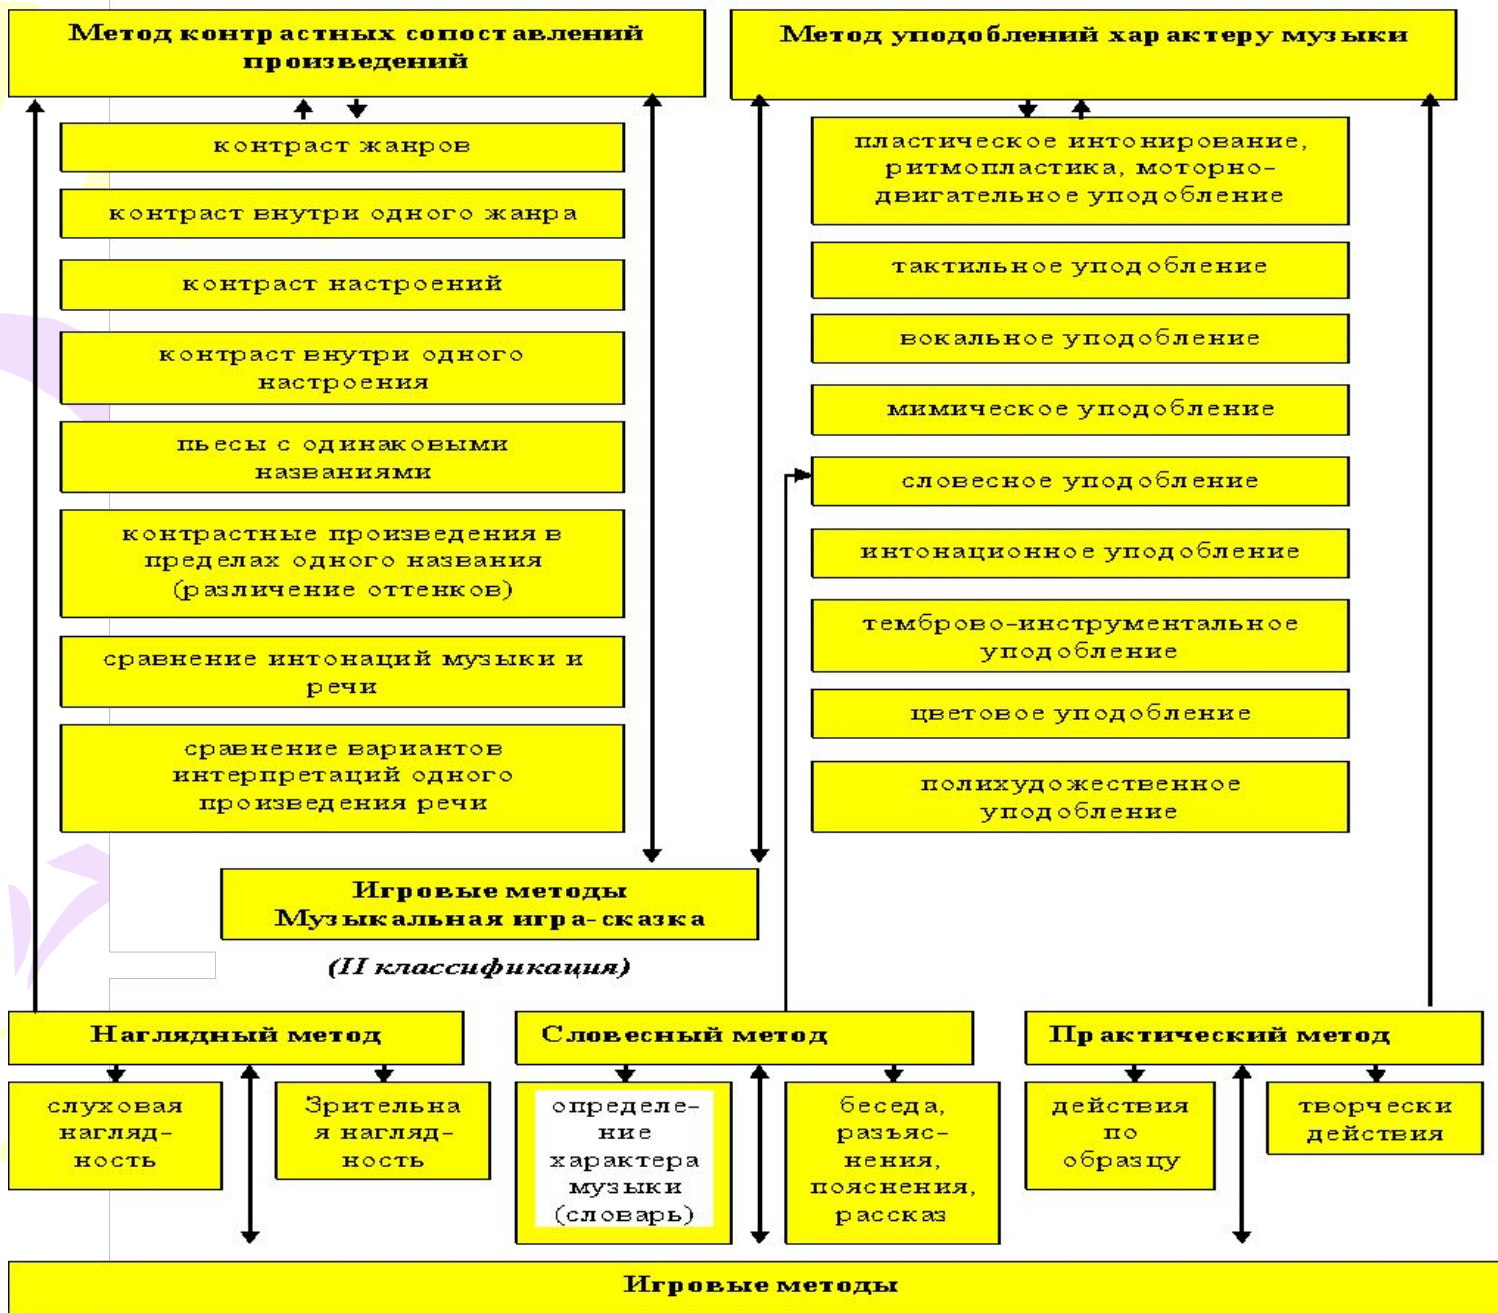 Метод контрастных сопоставлений
произведений
контраст жанров
контраст внутри одного жанра
контраст настроений
контраст внутри одного
настроения
пьесы с одинаковыми
названиями
контрастные произведения в
пределах одного названия
(различение оттенков)
сравнение интонаций музыки и
речи
сравнение вариантов
интерпретаций одного
произведения речи
Метод уподоблений характеру музыки
пластическое интонирование,
ритмопластика, моторно-
двигательное уподобление
тактильное уподобление
вокальное уподобление
мимическое уподобление
словесное уподобление
интонационное уподобление
темброво-инструментальное
уподобление
цветовое уподобление
полихудожественное
уподобление
Игровые методы
Музыкальная игра-сказка
(II классификация)
Наглядный метод
слуховая
нагляд-
ность
Зрительна
я нагляд-
ность
Словесный метод
определе-
ние
характера
музыки
(словарь)
беседа,
разъяс-
нения,
пояснения,
рассказ
Практический метод
действия
по
образцу
творчески
действия
Игровые методы